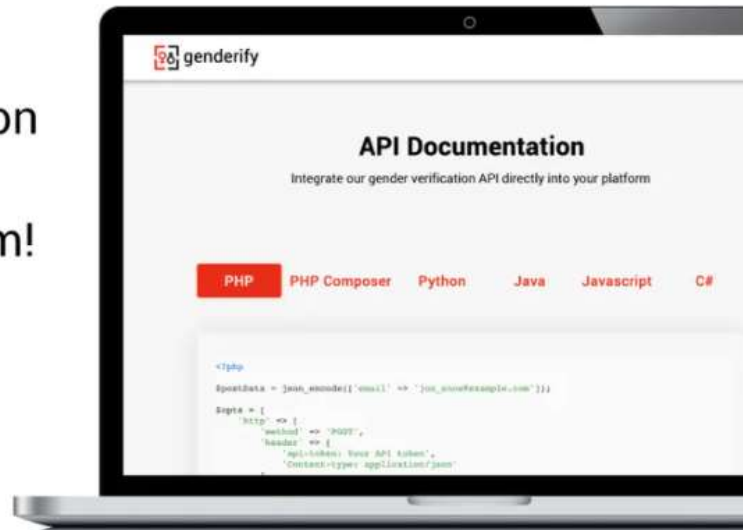 on
m!
genderify
API Documentation
Integrate our gender verification API directly into your platform
PHP PHP Composer Python Java Javascript C#
<?php
$postData = json_encode(['email' => 'jon_snow@example.com']);
$opts = [
'http' => [
'method' => 'POST',
'header' => [
'api-token: Your API token',
'Content-type: application/json'